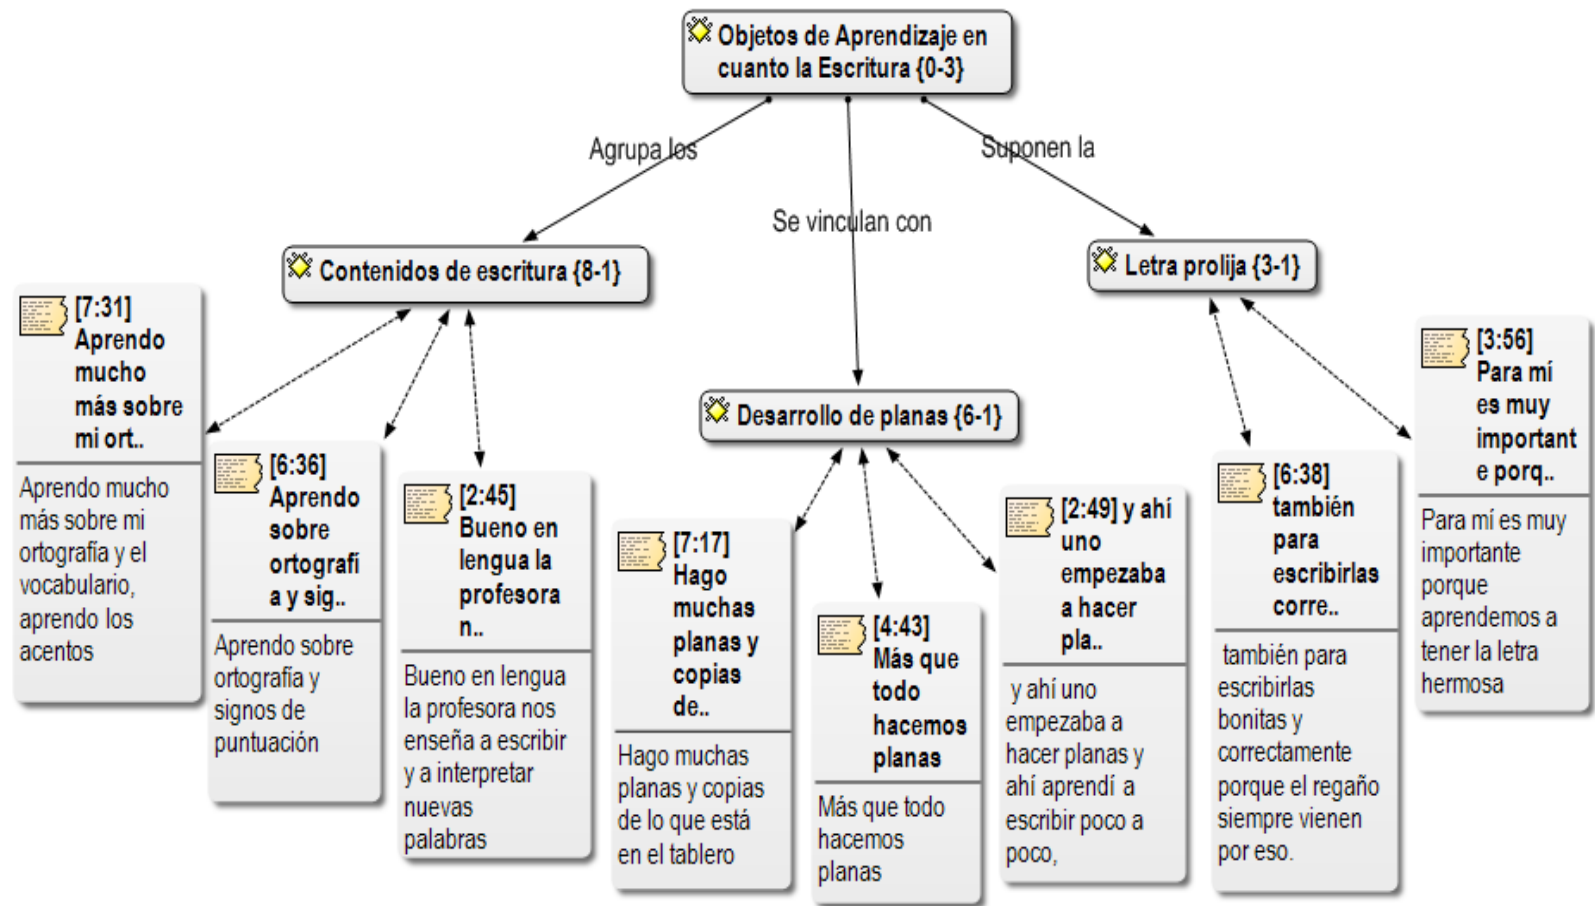 Objetos de Aprendizaje en
cuanto la Escritura {0-3}
Agrupa los
Se vinculan con
Suponen la
Contenidos de escritura {8-1}
Desarrollo de planas {6-1}
Letra prolija {3-1}
[7:31]
Aprendo
mucho
más sobre
mi ort..
Aprendo mucho
más sobre mi
ortografía y el
vocabulario,
aprendo los
acentos
[6:36]
Aprendo
sobre
ortografí
a y sig..
Aprendo sobre
ortografía y
signos de
puntuación
[2:45]
Bueno en
lengua la
profesora
n..
Bueno en lengua
la profesora nos
enseña a escribir
y a interpretar
nuevas
palabras
[7:17]
Hago
muchas
planas y
copias
de..
Hago muchas
planas y copias
de lo que está
en el tablero
[4:43]
Más que
todo
hacemos
planas
Más que todo
hacemos
planas
[2:49] y ahí
uno
empezaba
a hacer
pla..
y ahí uno
empezaba a
hacer planas y
ahí aprendí a
escribir poco a
poco,
[6:38]
también
para
escribirlas
corre..
también para
escribirlas
bonitas y
correctamente
porque el regaño
siempre vienen
por eso.
[3:56]
Para mí
es muy
important
e porq..
Para mí es muy
importante
porque
aprendemos a
tener la letra
hermosa